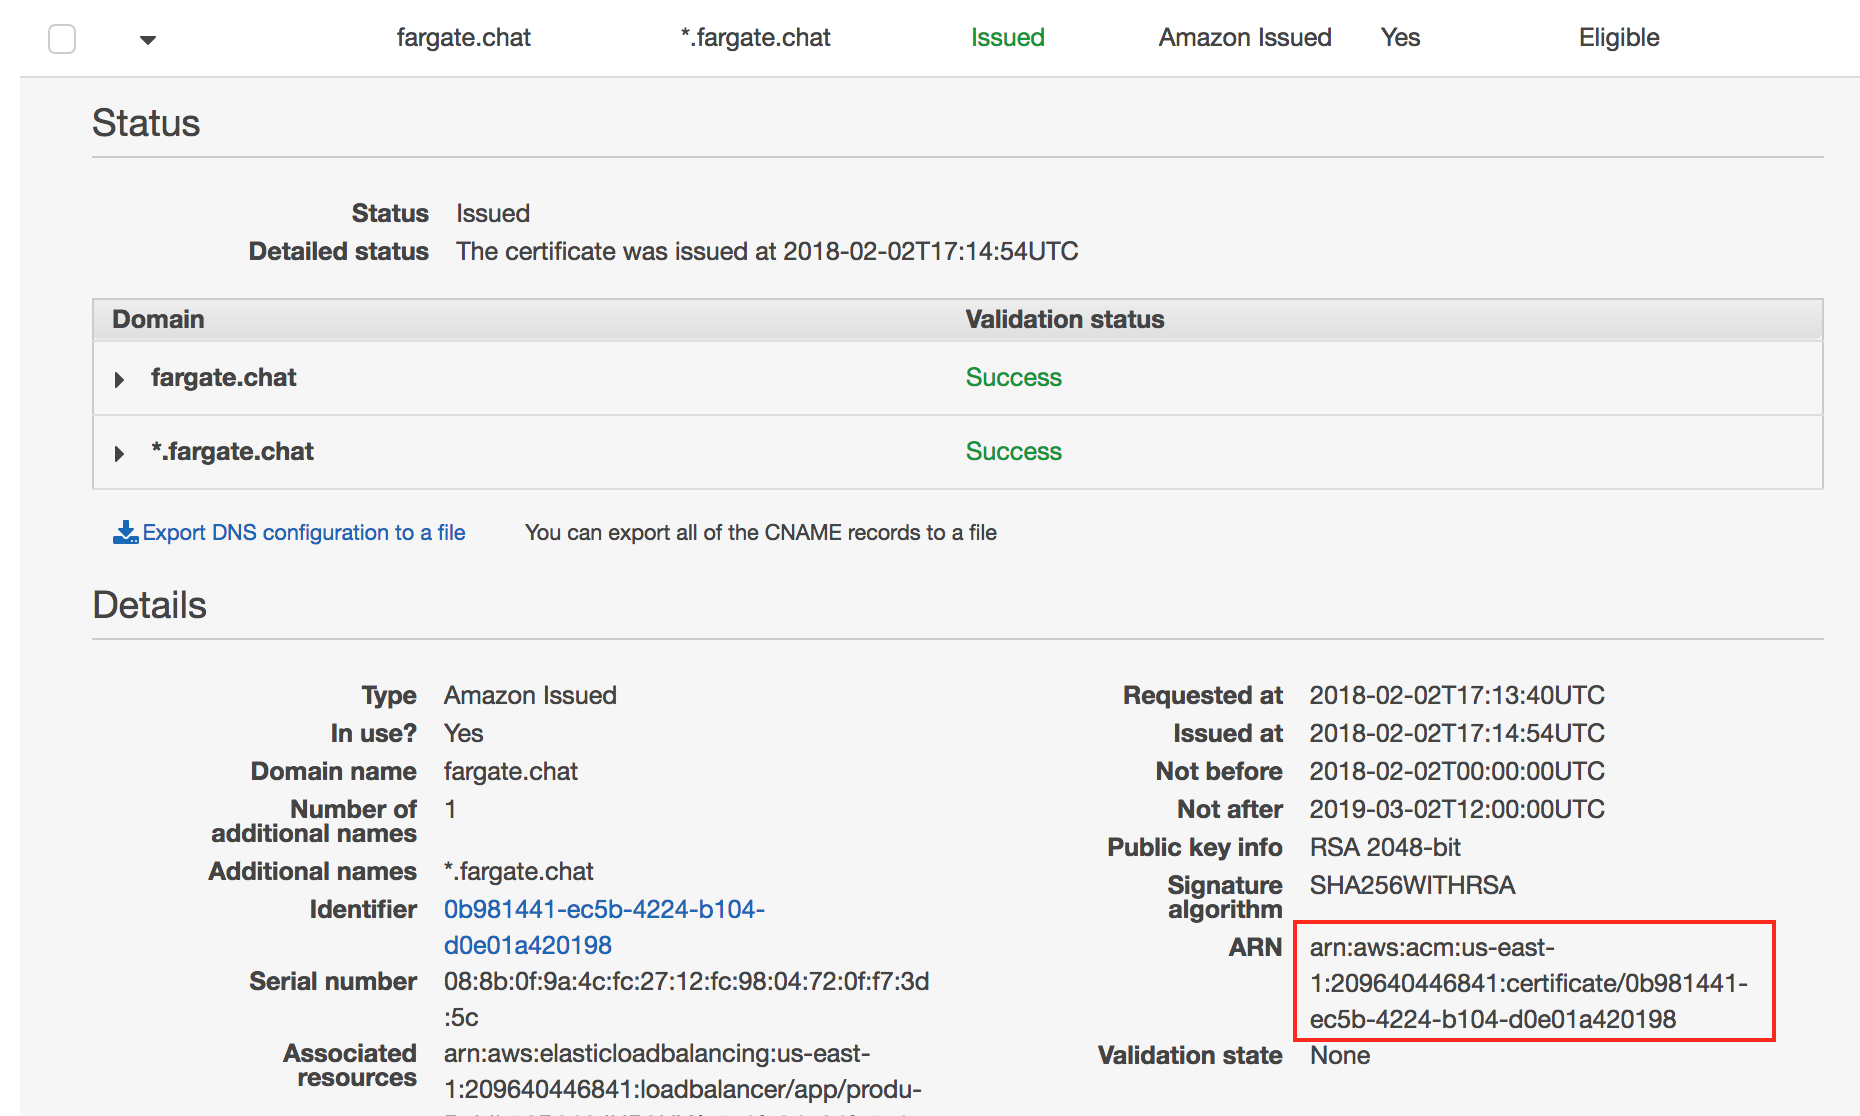 fargate.chat *.fargate.chat Issued Amazon Issued Yes Eligible
Status
Status Issued
Detailed status The certificate was issued at 2018-02-02T17:14:54UTC
Domain Validation status
fargate.chat Success
*.fargate.chat Success
Export DNS configuration to a file You can export all of the CNAME records to a file
Details
Type Amazon Issued
In use? Yes
Domain name fargate.chat
Number of additional names 1
Additional names *.fargate.chat
Identifier 0b981441-ec5b-4224-b104-
d0e01a420198
Serial number 08:8b:0f:9a:4c:fc:27:12:fc:98:04:72:0f:f7:3d
:5c
Associated resources arn:aws:elasticloadbalancing:us-east-
1:209640446841:loadbalancer/app/produ-
Requested at 2018-02-02T17:13:40UTC
Issued at 2018-02-02T17:14:54UTC
Not before 2018-02-02T00:00:00UTC
Not after 2019-03-02T12:00:00UTC
Public key info RSA 2048-bit
Signature algorithm SHA256WITHRSA
ARN arn:aws:acm:us-east-
1:209640446841:certificate/0b981441-
ec5b-4224-b104-d0e01a420198
Validation state None